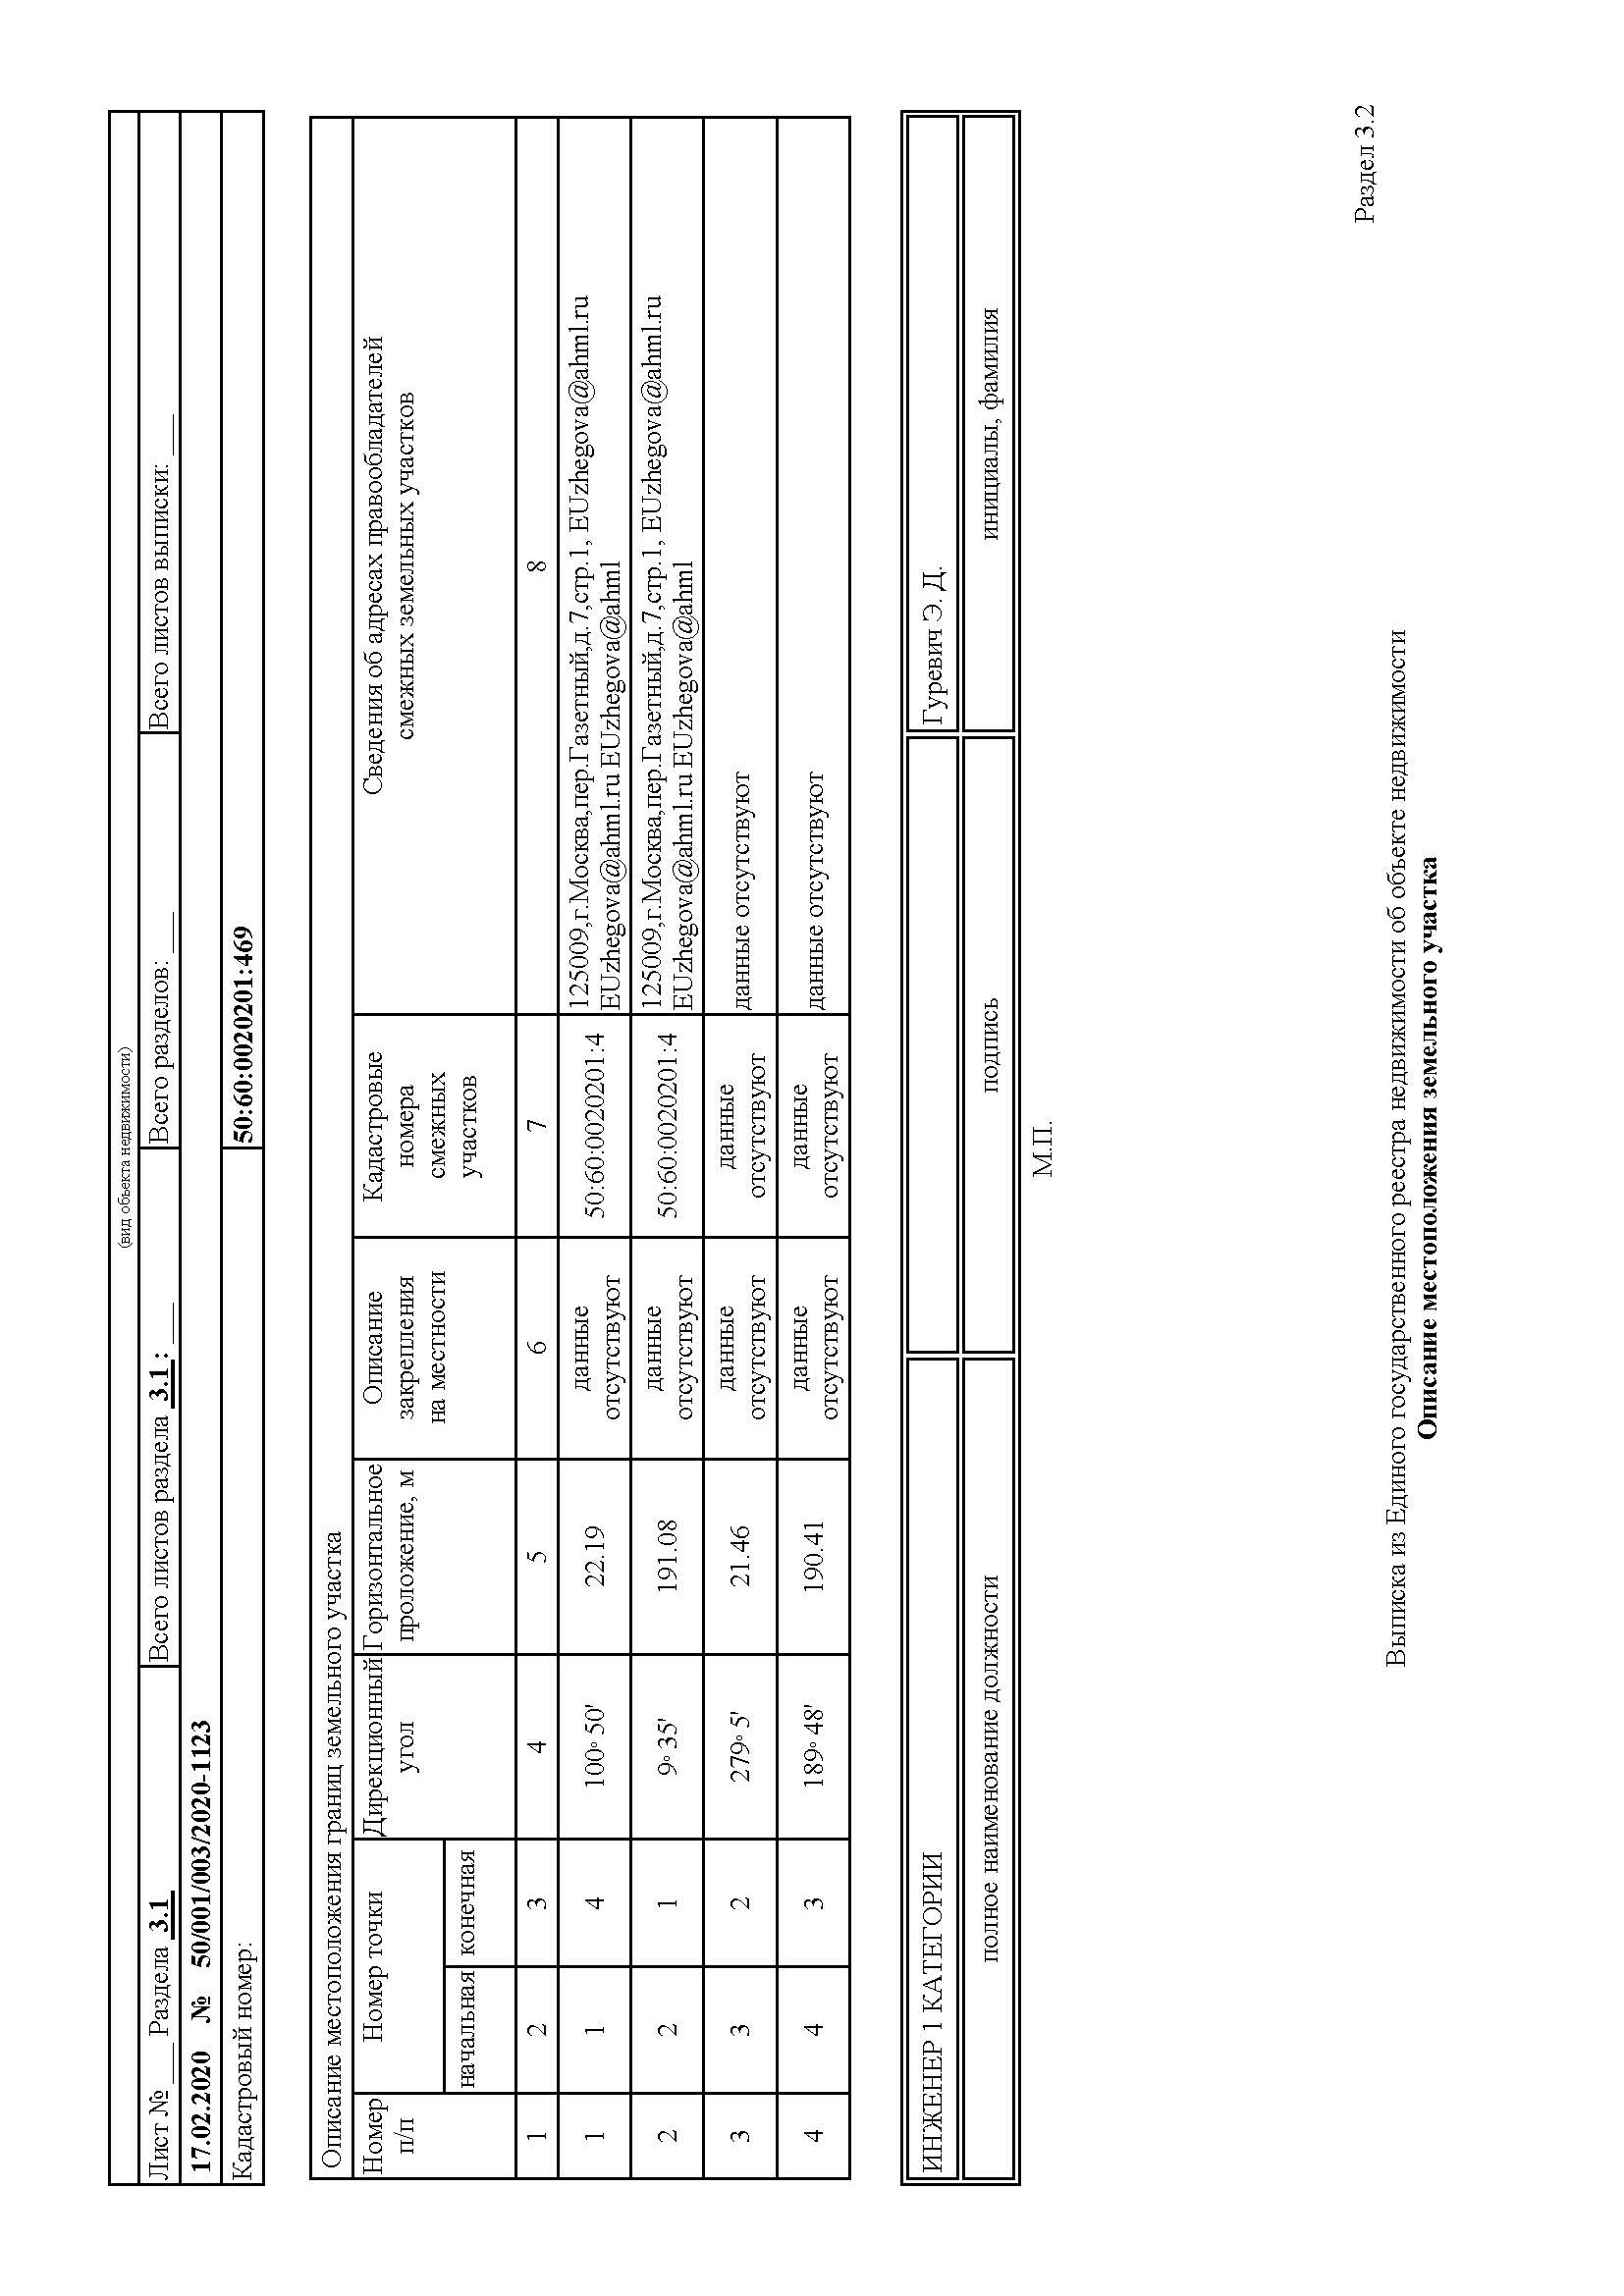 (вид объекта недвижимости)
Лист № ___ Раздела 3.1 Всего листов раздела 3.1 : ___ Всего разделов: ___ Всего листов выписки: ___
17.02.2020 № 50/001/003/2020-1123
Кадастровый номер: 50:60:0020201:469
Описание местоположения границ земельного участка
Номер п/п Номер точки Дирекционный угол Горизонтальное проложение, м Описание закрепления на местности Кадастровые номера смежных участков Сведения об адресах правообладателей смежных земельных участков
начальная конечная
1 2 3 4 5 6 7 8
1 1 4 100° 50' 22.19 данные отсутствуют 50:60:0020201:4 125009,г.Москва,пер.Газетный,д.7,стр.1, EUzhegova@ahml.ru EUzhegova@ahml.ru EUzhegova@ahml
2 2 1 9° 35' 191.08 данные отсутствуют 50:60:0020201:4 125009,г.Москва,пер.Газетный,д.7,стр.1, EUzhegova@ahml.ru EUzhegova@ahml.ru EUzhegova@ahml
3 3 2 279° 5' 21.46 данные отсутствуют данные отсутствуют данные отсутствуют
4 4 3 189° 48' 190.41 данные отсутствуют данные отсутствуют данные отсутствуют
ИНЖЕНЕР 1 КАТЕГОРИИ Гуревич Э. Д.
полное наименование должности подпись инициалы, фамилия
М.П.
Раздел 3.2
Выписка из Единого государственного реестра недвижимости об объекте недвижимости
Описание местоположения земельного участка